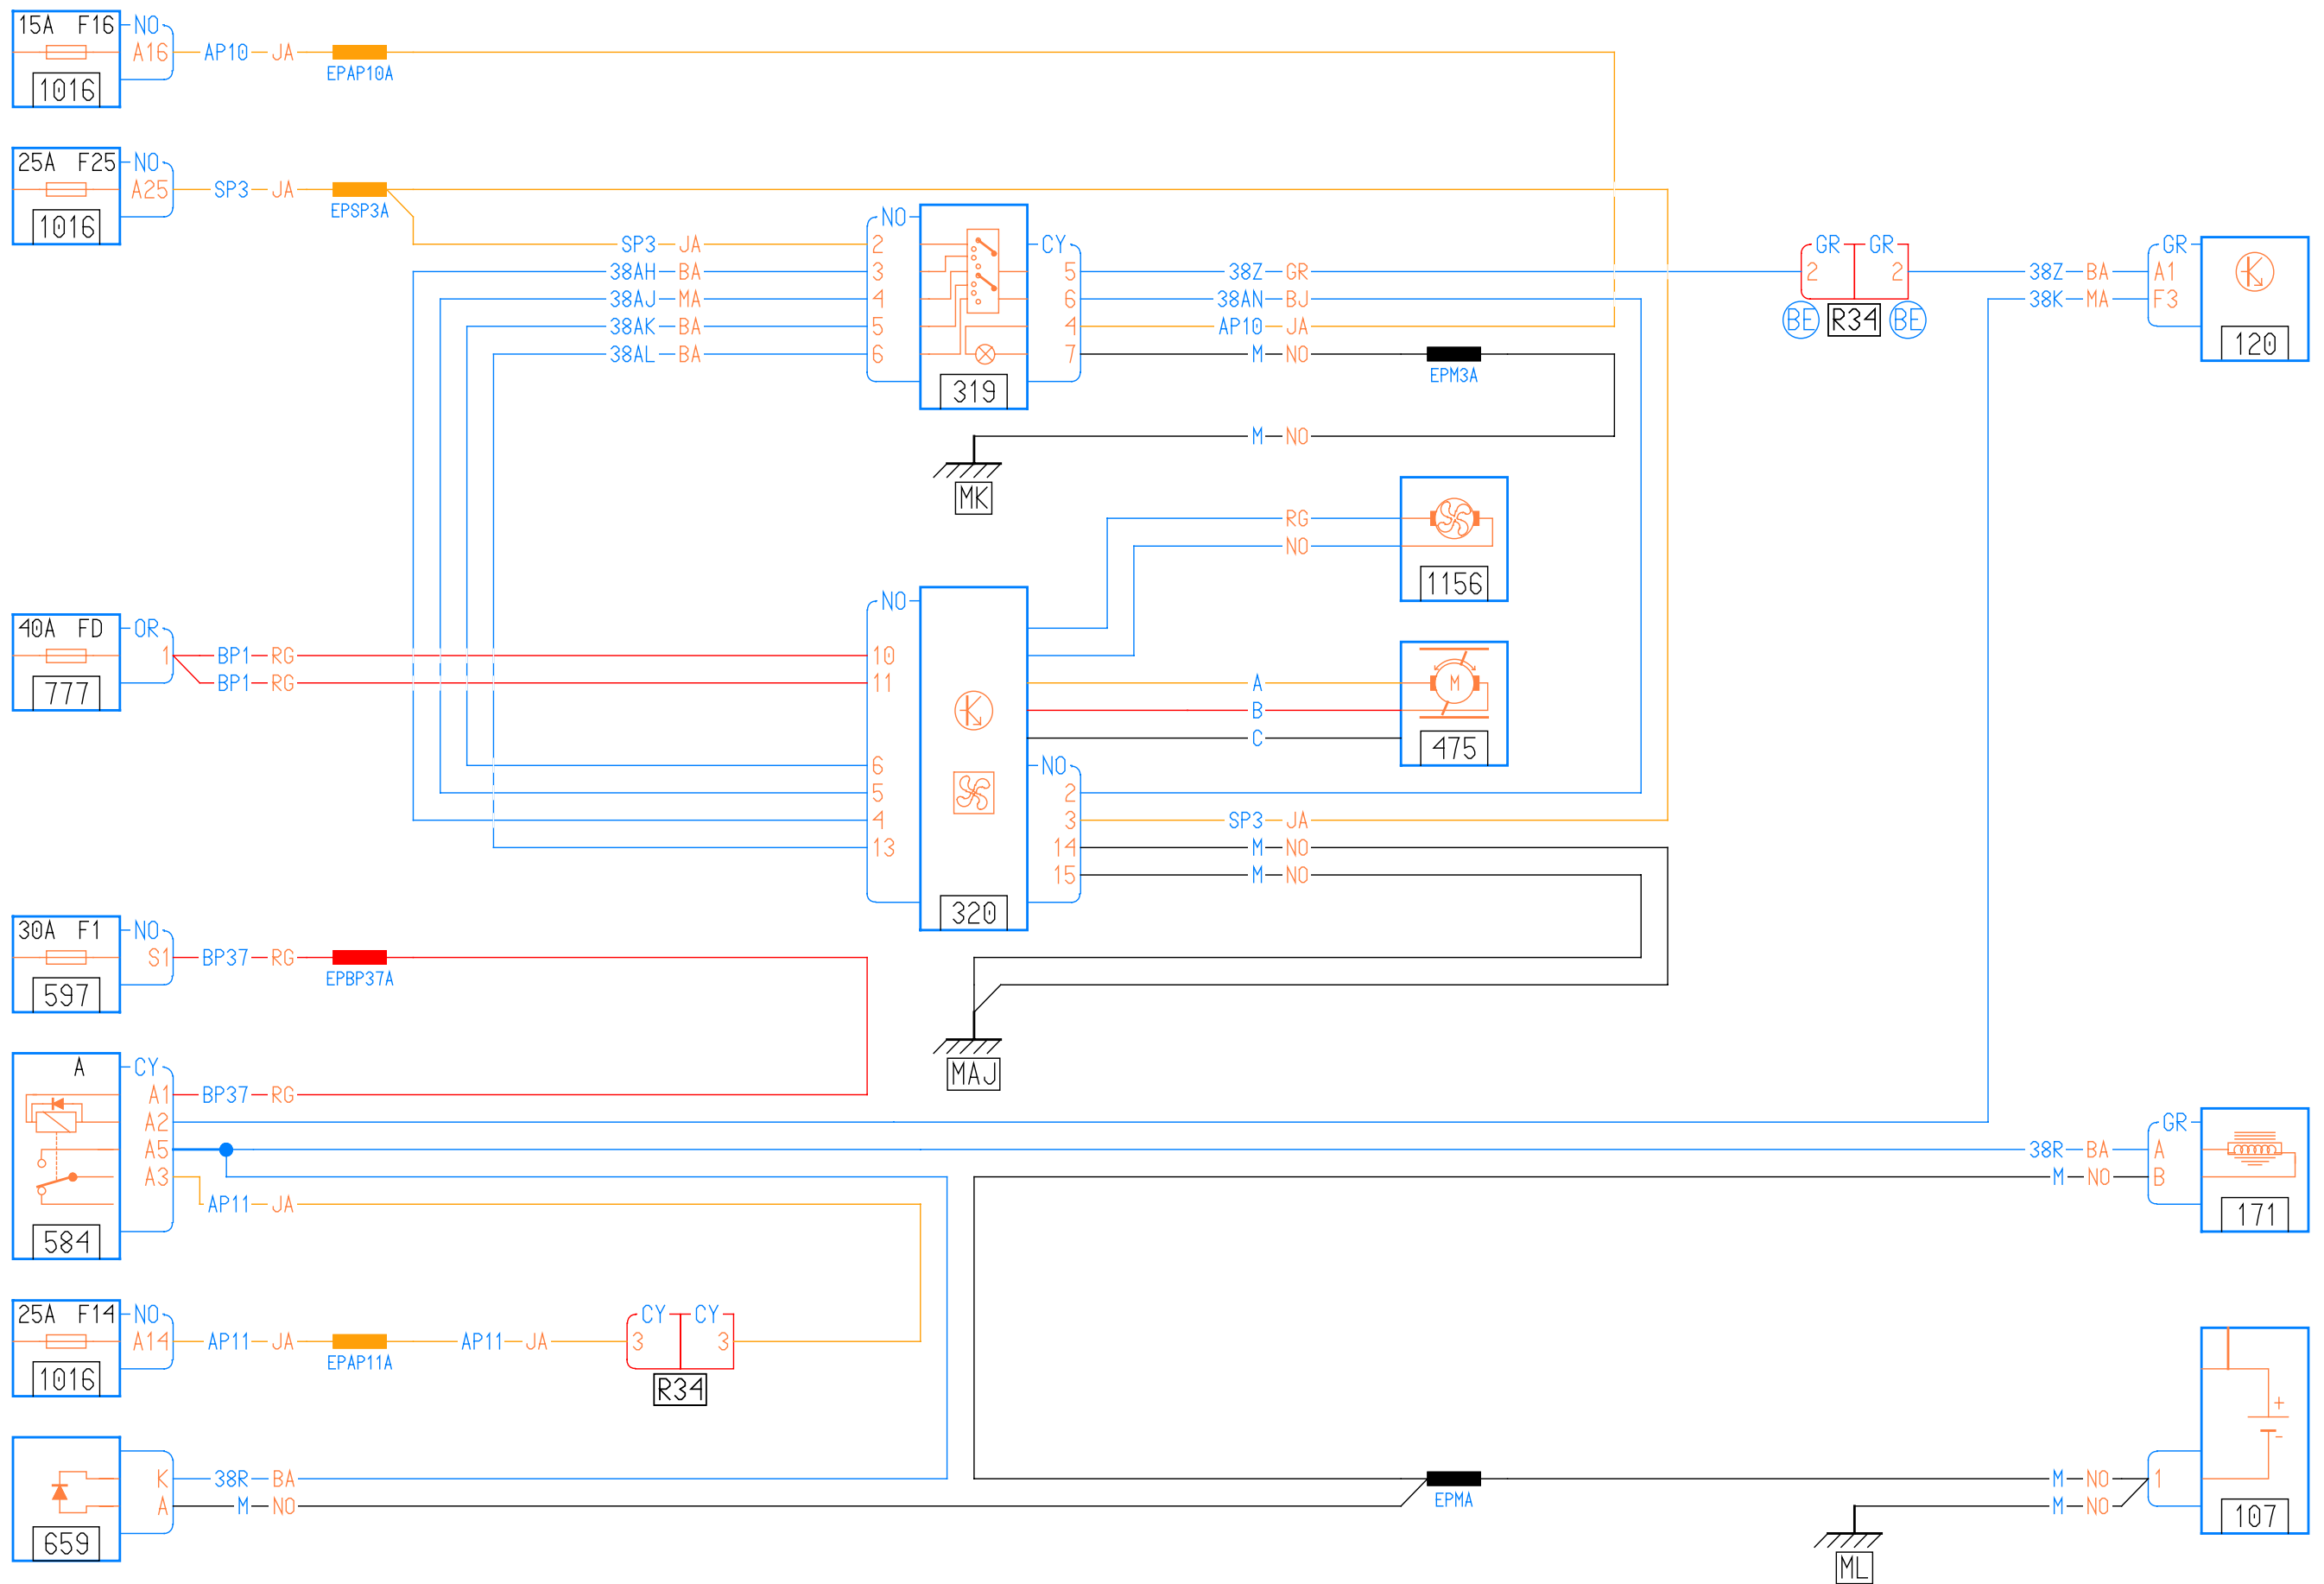 15A F16 NO
A16 AP10 JA
EPAP10A
1016
25A F25 NO
A25 SP3 JA
EPSP3A
1016
NO
2 SP3 JA
3 38AH BA
4 38AJ MA
5 38AK BA
6 38AL BA
319
CY
5 38Z GR
6 38AN BJ
4 AP10 JA
7 M NO
EPM3A
M NO
MK
GR GR
2 2
BE R34 BE
GR
38Z BA A1
38K MA F3
120
RG
NO
1156
40A FD OR
1 BP1 RG
BP1 RG
777
NO
10
11
6
5
4
13
320
A
B
C
M
475
NO
2
3 SP3 JA
14 M NO
15 M NO
MAJ
30A F1 NO
S1 BP37 RG
EPBP37A
597
A CY
A1 BP37 RG
A2
A5
A3
AP11 JA
584
GR
38R BA A
M NO B
171
25A F14 NO
A14 AP11 JA
EPAP11A
AP11 JA
CY CY
3 3
R34
1016
K 38R BA
A M NO
659
EPMA
M NO 1
M NO
ML
+
-
107